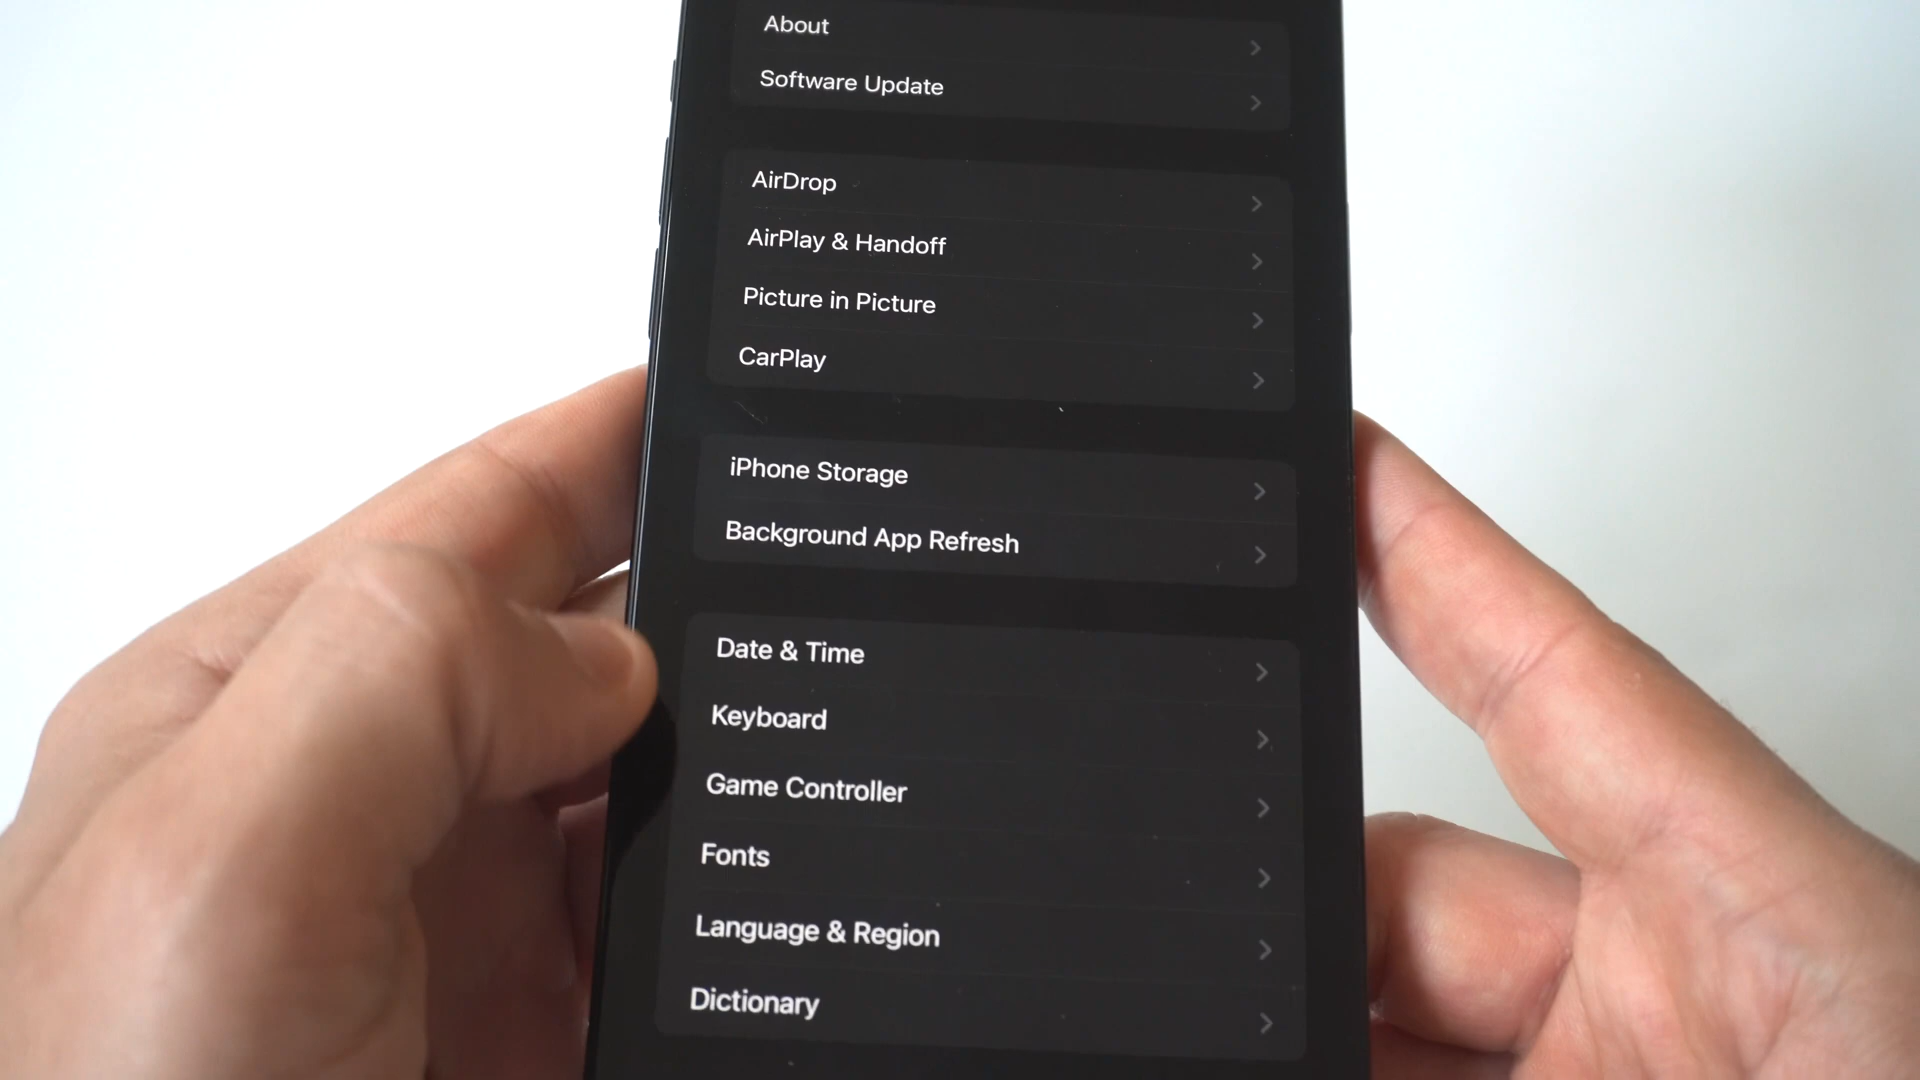 About
Software Update
AirDrop
AirPlay & Handoff
Picture in Picture
CarPlay
iPhone Storage
Background App Refresh
Date & Time
Keyboard
Game Controller
Fonts
Language & Region
Dictionary